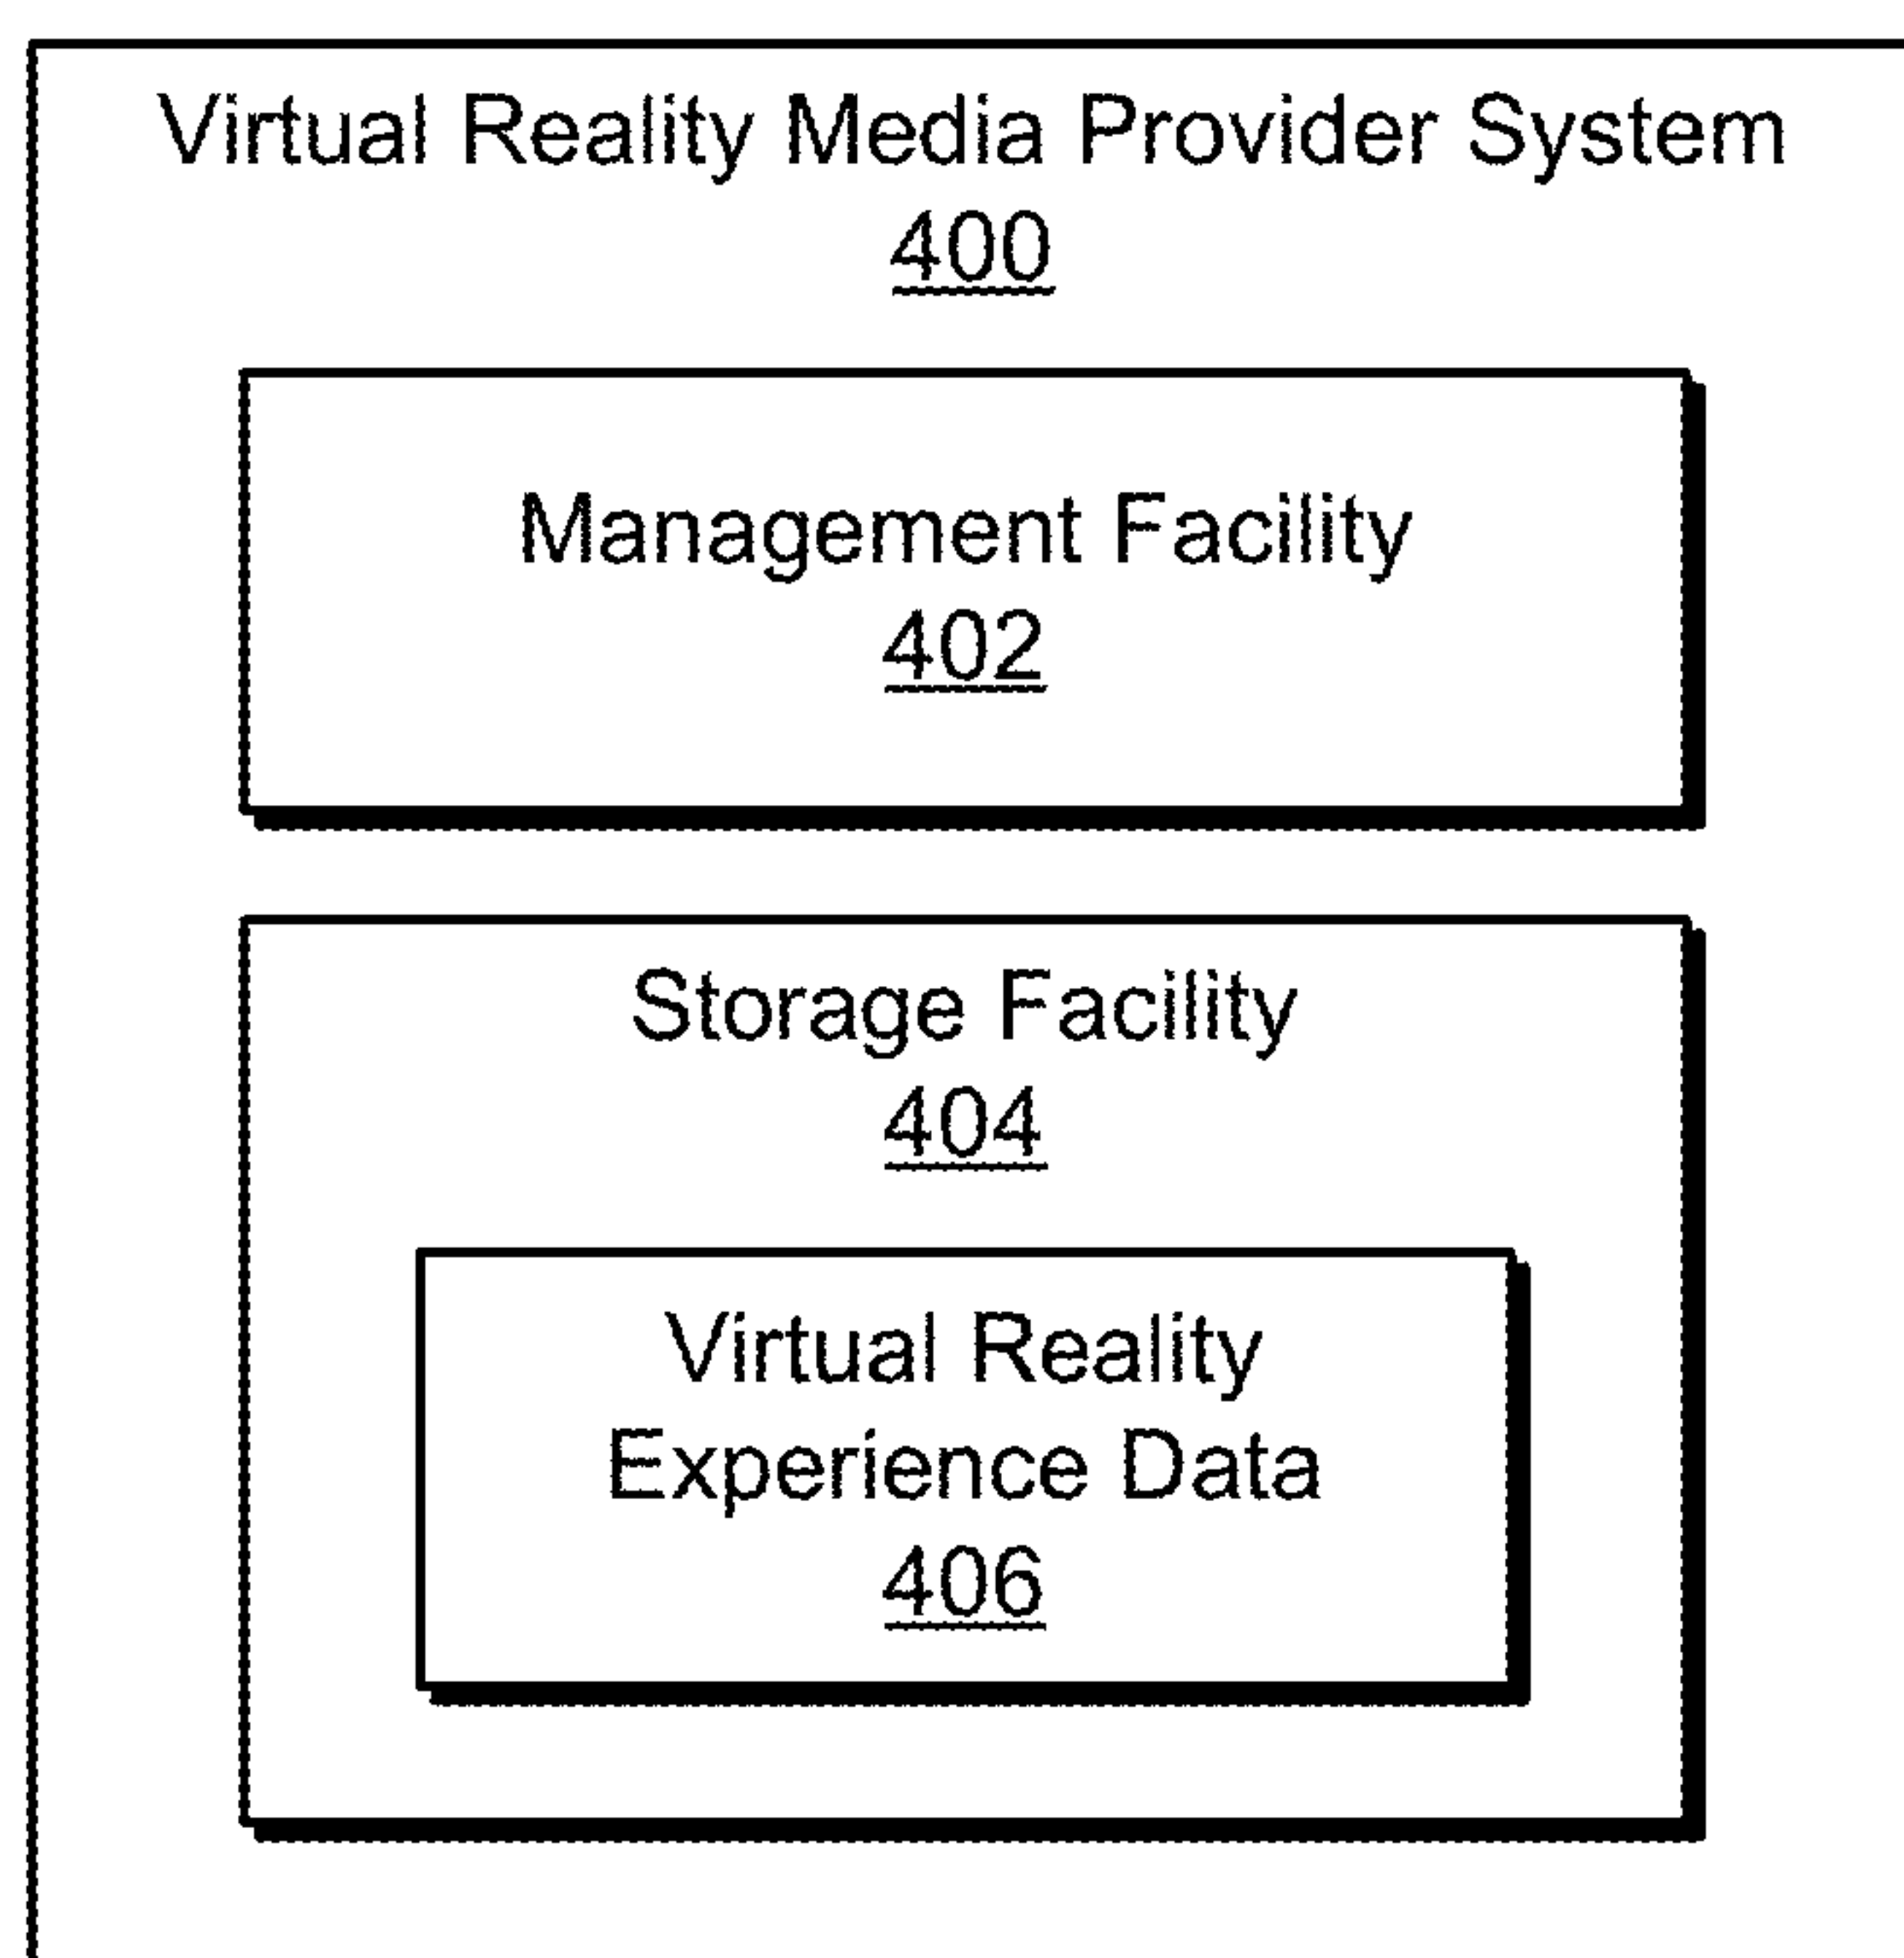 Virtual Reality Media Provider System
400
Management Facility
402
Storage Facility
404
Virtual Reality
Experience Data
406